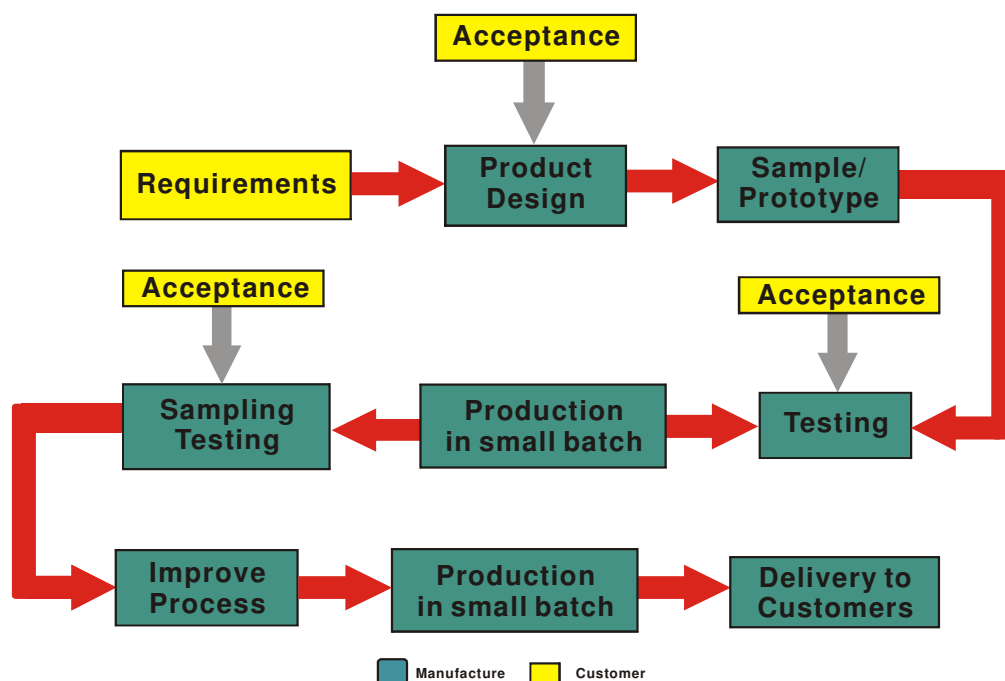 Acceptance
Requirements
Product
Design
Sample/
Prototype
Acceptance
Acceptance
Sampling
Testing
Production
in small batch
Testing
Improve
Process
Production
in small batch
Delivery to
Customers
Manufacture
Customer